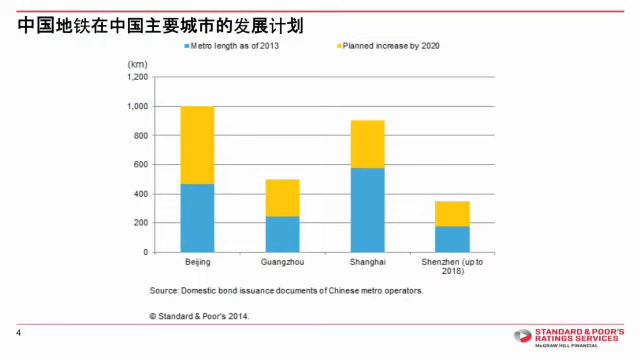 中国地铁在中国主要城市的发展计划
Metro length as of 2013 Planned increase by 2020
(km)
1,200
1,000
800
600
400
200
0
Beijing Guangzhou Shanghai Shenzhen (up to
2018)
Source: Domestic bond issuance documents of Chinese metro operators.
© Standard & Poor's 2014.
4
STANDARD & POOR'S
RATINGS SERVICES
McGRAW HILL FINANCIAL